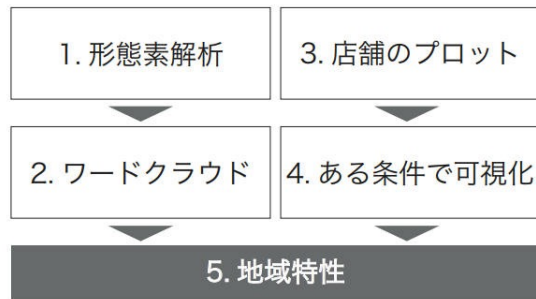 1. 形態素解析
3. 店舗のプロット
2. ワードクラウド
4. ある条件で可視化
5. 地域特性